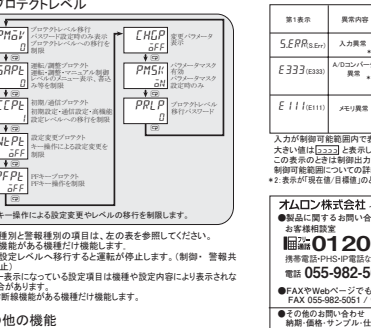 プロテクトレベル
PMOV
0
プロテクトレベル移行
パスワード設定時のみ表示
プロテクトレベルへの移行を
制限
OAPT
0
運転/調整プロテクト
運転・調整・マニュアル制御
レベルのメニュー表示、書込
み等を制限
ICPT
1
初期/通信プロテクト
初期設定・通信設定・高機能
設定レベルへの移行を制限
WTPT
OFF
設定変更プロテクト
キー操作による設定変更を
制限
PFPT
OFF
PFキープロテクト
PFキー操作を制限
CHGP
OFF
変更パラメータ
表示
PMSK
ON
パラメータマスク
有効
パラメータマスク
設定時のみ
PRLP
0
プロテクトレベル
移行パスワード
キー操作による設定変更やレベルの移行を制限します。
種別と警報種別の項目は、左の表を参照してください。
機能がある機種だけ機能します.
設定レベルへ移行すると運転が停止します。(制御・ 警報共
止)
ー表示になっている設定項目は機種や設定内容により表示されな
合があります。
断線機能がある機種だけ機能します。
の他の機能
第1表示
異常内容
S.ERR (S.Err)
入力異常
*
E333 (E333)
A/Dコンバー
異常 *
E111 (E111)
メモリ異常
入力が制御可能範囲内で表
大きい値は ככככ と表示し
この表示のときは制御出力
制御可能範囲についての詳
*2:表示が「現在値/目標値」の
オムロン株式会社
●製品に関するお問い合
お客様相談室
0120
携帯電話・PHS・IP電話な
電話 055-982-5
●FAXやWebページでも
FAX 055-982-5051 /
●その他のお問い合わせ
納期・価格・サンプル・仕